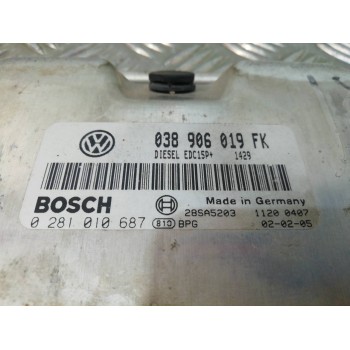 038 906 019 FK
DIESEL EDC15P+ 1429
BOSCH
Made in Germany
0 281 010 687
28SA5203
1120 0407
810 BPG
02-02-05